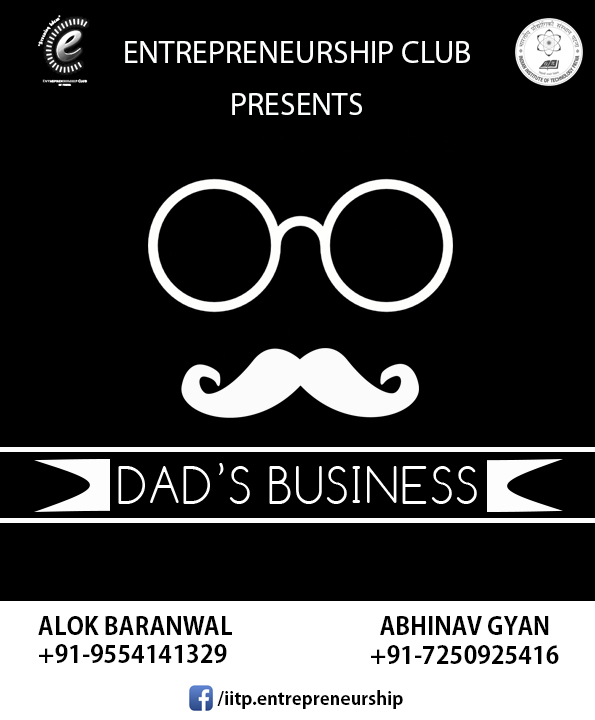 ENTREPRENEURSHIP CLUB
PRESENTS
DAD'S BUSINESS
ALOK BARANWAL
+91-9554141329
ABHINAV GYAN
+91-7250925416
/iitp.entrepreneurship